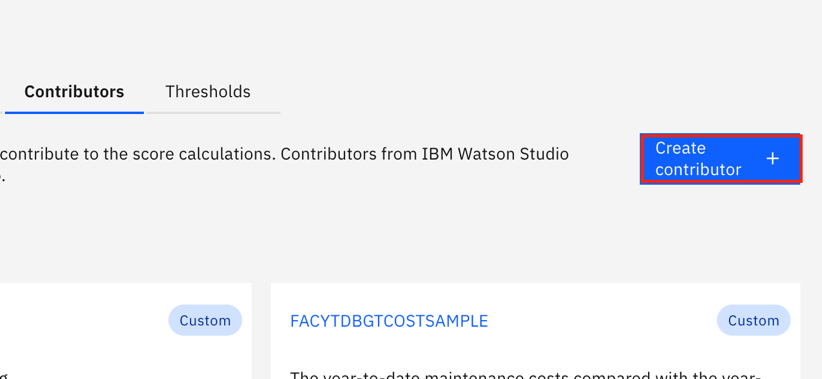 Contributors Thresholds
contribute to the score calculations. Contributors from IBM Watson Studio
Create
contributor +
Custom
FACYTDBGTCOSTSAMPLE Custom
The year-to-date maintenance costs compared with the year-